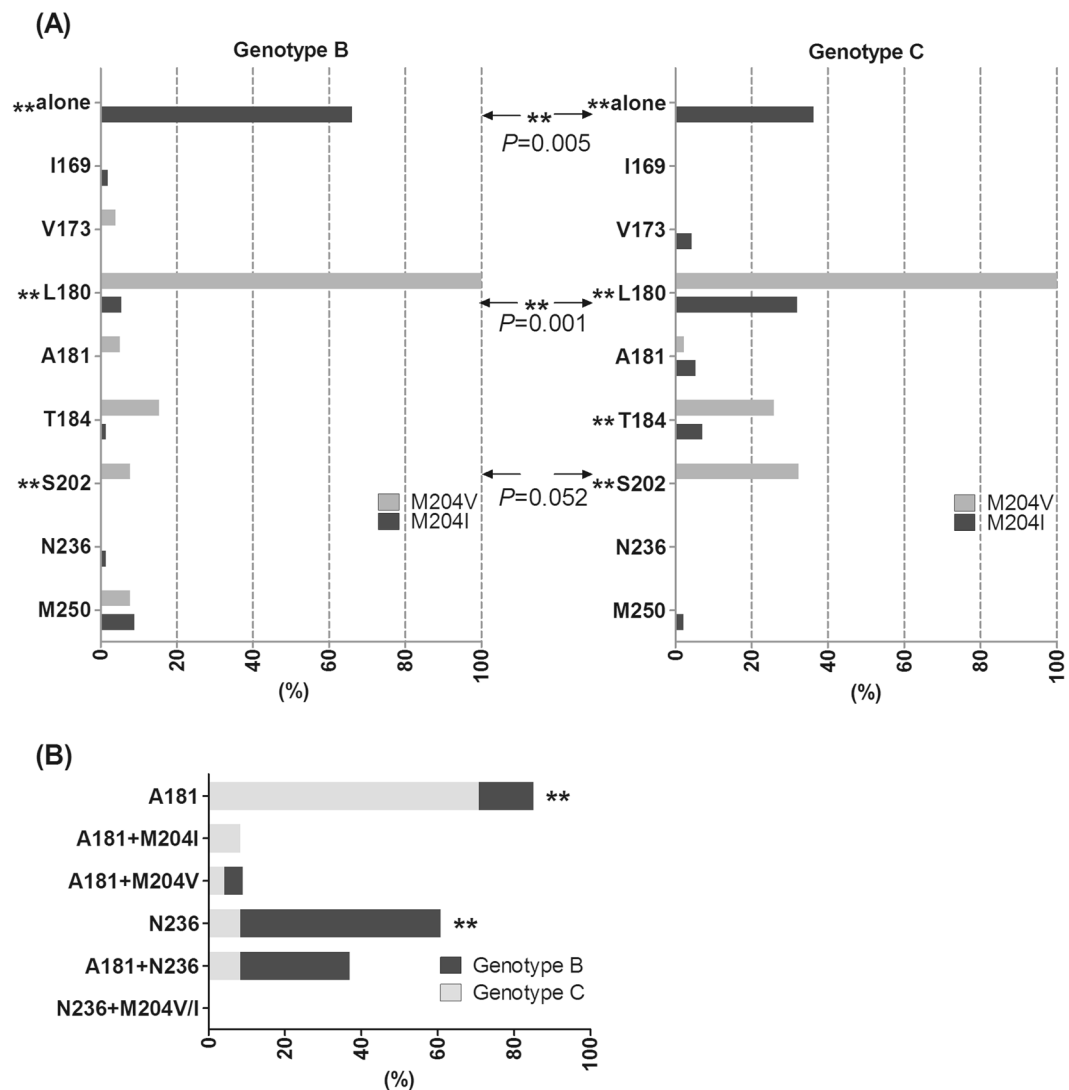 (A)
Genotype B
Genotype C
**alone
I169
V173
**L180
A181
T184
**S202
N236
M250
0 20 40 60 80 100
(%)
M204V
M204I
**
P=0.005
**
P=0.001
P=0.052
**alone
I169
V173
**L180
A181
**T184
**S202
N236
M250
0 20 40 60 80 100
(%)
M204V
M204I
(B)
A181
**
A181+M204I
A181+M204V
N236
**
A181+N236
N236+M204V/I
Genotype B
Genotype C
0 20 40 60 80 100
(%)